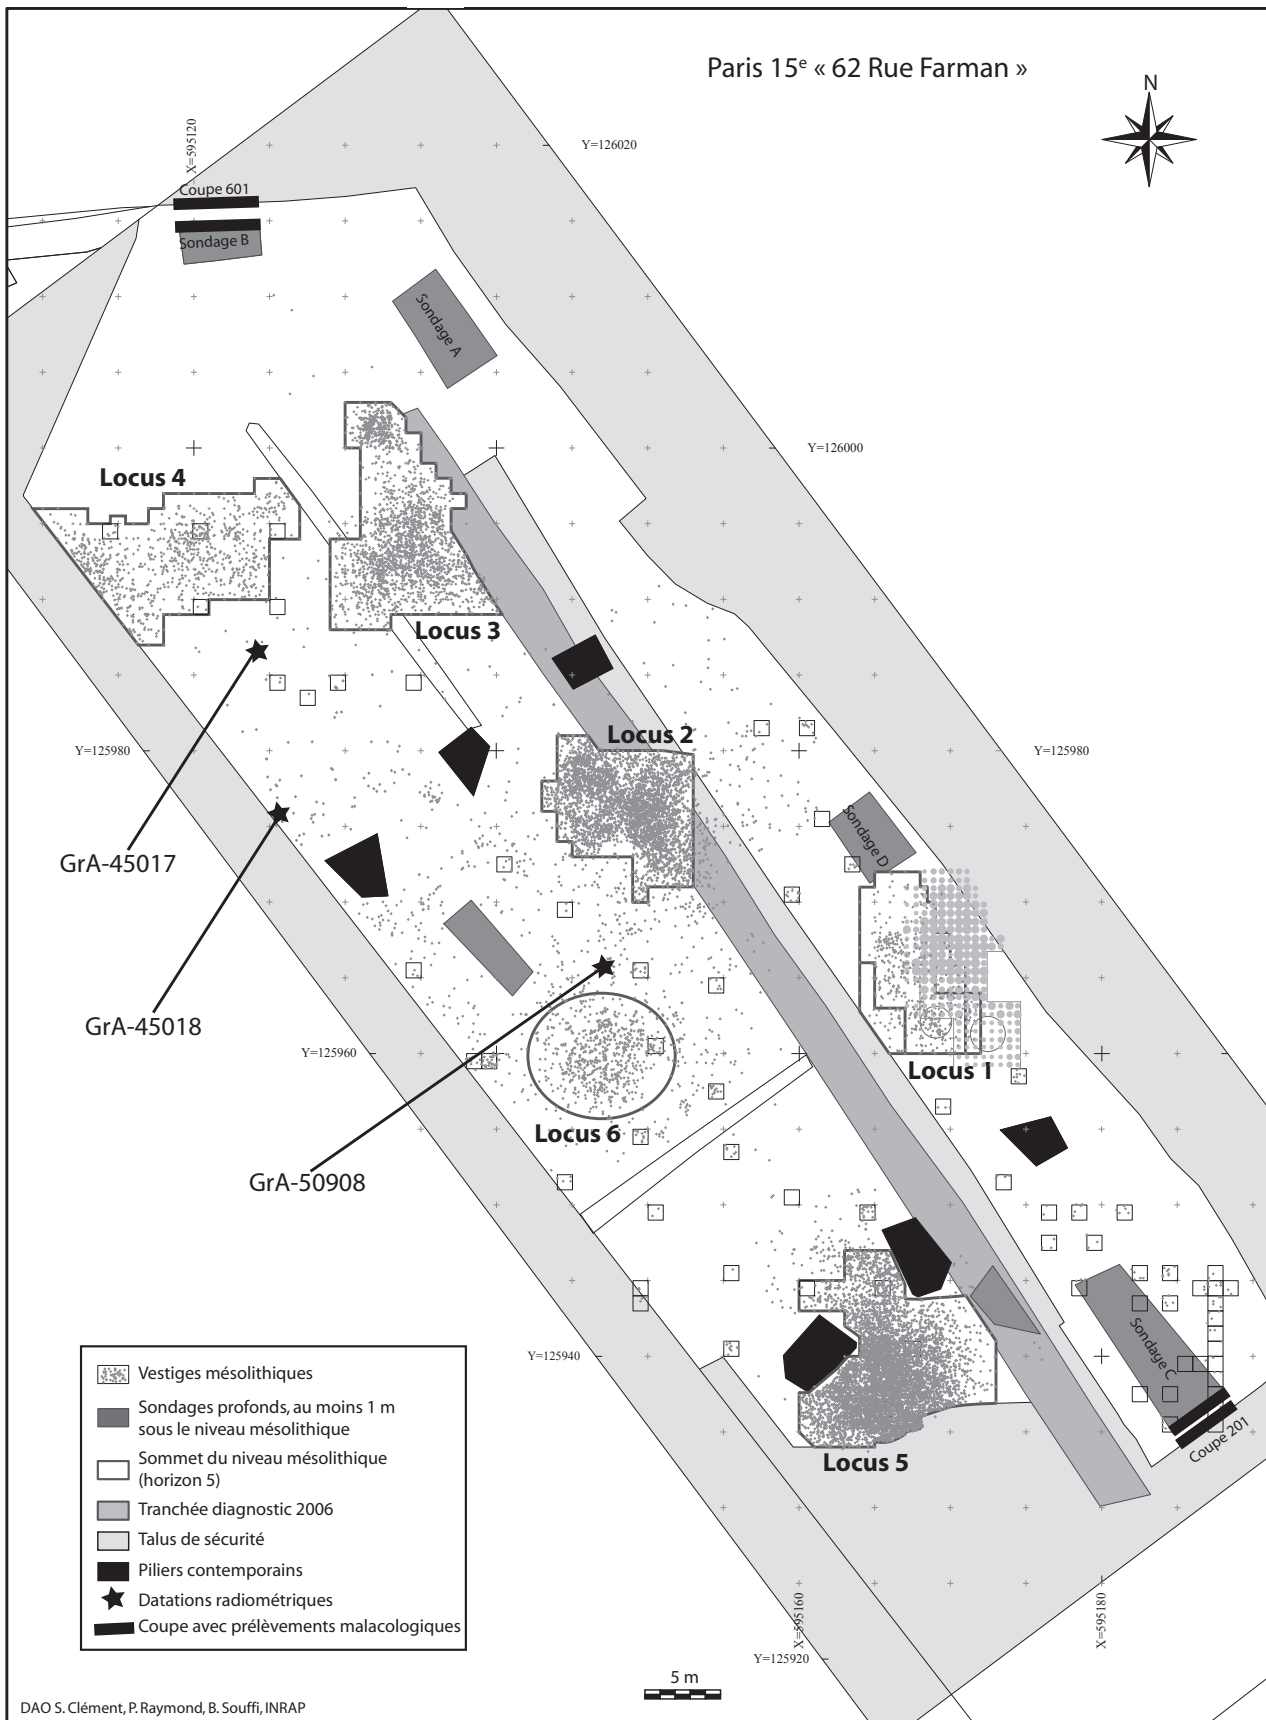 Paris 15e « 62 Rue Farman »
N
X=595120
Y=126020
Coupe 601
Sondage B
Sondage A
Y=126000
Locus 4
Locus 3
Locus 2
Y=125980
Y=125980
Sondage D
GrA-45017
GrA-45018
Y=125960
Locus 1
Locus 6
GrA-50908
Sondage C
Y=125940
Coupe 201
Locus 5
Vestiges mésolithiques
Sondages profonds, au moins 1 m
sous le niveau mésolithique
Sommet du niveau mésolithique
(horizon 5)
Tranchée diagnostic 2006
Talus de sécurité
Piliers contemporains
Datations radiométriques
Coupe avec prélèvements malacologiques
X=595160
X=595180
Y=125920
5 m
DAO S. Clément, P. Raymond, B. Souffi, INRAP